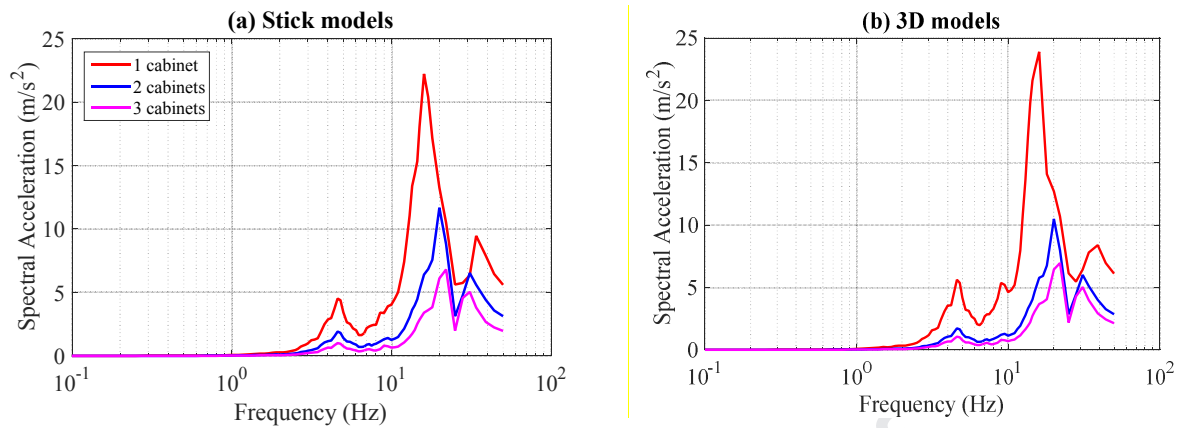 (a) Stick models
Spectral Acceleration (m/s²)
25
20
15
10
5
0
1 cabinet
2 cabinets
3 cabinets
10⁻¹ 10⁰ 10¹ 10²
Frequency (Hz)
(b) 3D models
Spectral Acceleration (m/s²)
25
20
15
10
5
0
10⁻¹ 10⁰ 10¹ 10²
Frequency (Hz)